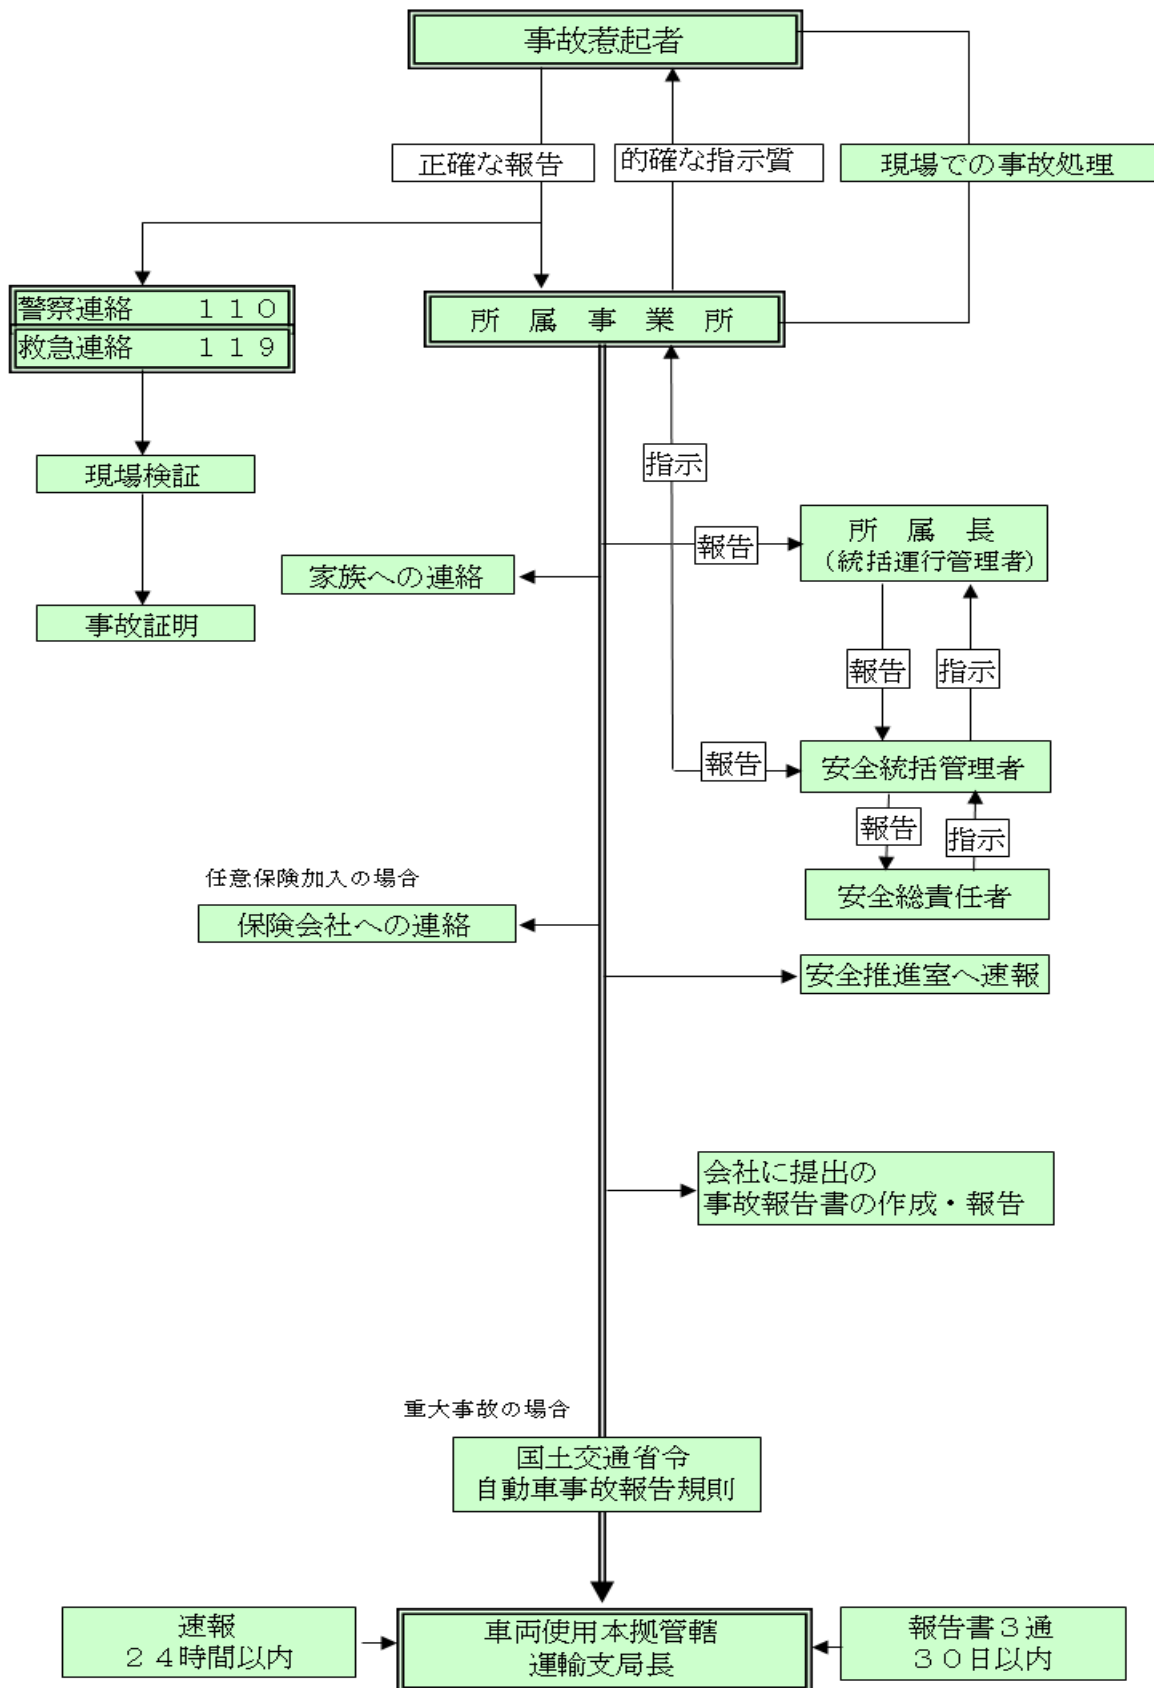 事故惹起者
正確な報告
的確な指示質
現場での事故処理
警察連絡　　１１０
救急連絡　　１１９
所　属　事　業　所
現場検証
指示
報告
所　属　長
（統括運行管理者）
家族への連絡
事故証明
報告
指示
報告
安全統括管理者
報告
指示
任意保険加入の場合
安全総責任者
保険会社への連絡
安全推進室へ速報
会社に提出の
事故報告書の作成・報告
重大事故の場合
国土交通省令
自動車事故報告規則
速報
２４時間以内
車両使用本拠管轄
運輸支局長
報告書３通
３０日以内